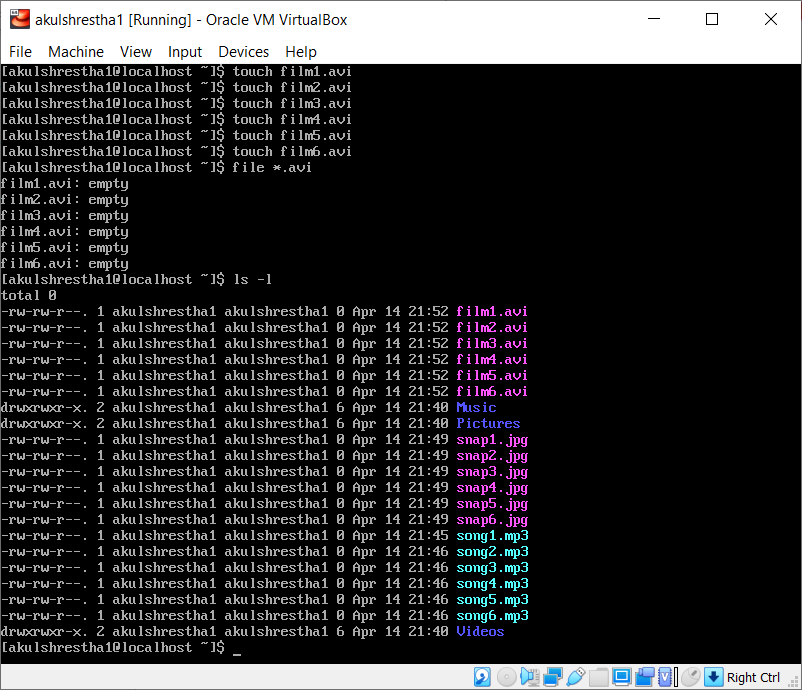 akulshrestha1 [Running] - Oracle VM VirtualBox
File Machine View Input Devices Help
[akulshrestha1@localhost ~]$ touch film1.avi
[akulshrestha1@localhost ~]$ touch film2.avi
[akulshrestha1@localhost ~]$ touch film3.avi
[akulshrestha1@localhost ~]$ touch film4.avi
[akulshrestha1@localhost ~]$ touch film5.avi
[akulshrestha1@localhost ~]$ touch film6.avi
[akulshrestha1@localhost ~]$ file *.avi
film1.avi: empty
film2.avi: empty
film3.avi: empty
film4.avi: empty
film5.avi: empty
film6.avi: empty
[akulshrestha1@localhost ~]$ ls -l
total 0
-rw-rw-r--. 1 akulshrestha1 akulshrestha1 0 Apr 14 21:52 film1.avi
-rw-rw-r--. 1 akulshrestha1 akulshrestha1 0 Apr 14 21:52 film2.avi
-rw-rw-r--. 1 akulshrestha1 akulshrestha1 0 Apr 14 21:52 film3.avi
-rw-rw-r--. 1 akulshrestha1 akulshrestha1 0 Apr 14 21:52 film4.avi
-rw-rw-r--. 1 akulshrestha1 akulshrestha1 0 Apr 14 21:52 film5.avi
-rw-rw-r--. 1 akulshrestha1 akulshrestha1 0 Apr 14 21:52 film6.avi
drwxrwxr-x. 2 akulshrestha1 akulshrestha1 6 Apr 14 21:40 Music
drwxrwxr-x. 2 akulshrestha1 akulshrestha1 6 Apr 14 21:40 Pictures
-rw-rw-r--. 1 akulshrestha1 akulshrestha1 0 Apr 14 21:49 snap1.jpg
-rw-rw-r--. 1 akulshrestha1 akulshrestha1 0 Apr 14 21:49 snap2.jpg
-rw-rw-r--. 1 akulshrestha1 akulshrestha1 0 Apr 14 21:49 snap3.jpg
-rw-rw-r--. 1 akulshrestha1 akulshrestha1 0 Apr 14 21:49 snap4.jpg
-rw-rw-r--. 1 akulshrestha1 akulshrestha1 0 Apr 14 21:49 snap5.jpg
-rw-rw-r--. 1 akulshrestha1 akulshrestha1 0 Apr 14 21:49 snap6.jpg
-rw-rw-r--. 1 akulshrestha1 akulshrestha1 0 Apr 14 21:45 song1.mp3
-rw-rw-r--. 1 akulshrestha1 akulshrestha1 0 Apr 14 21:46 song2.mp3
-rw-rw-r--. 1 akulshrestha1 akulshrestha1 0 Apr 14 21:46 song3.mp3
-rw-rw-r--. 1 akulshrestha1 akulshrestha1 0 Apr 14 21:46 song4.mp3
-rw-rw-r--. 1 akulshrestha1 akulshrestha1 0 Apr 14 21:46 song5.mp3
-rw-rw-r--. 1 akulshrestha1 akulshrestha1 0 Apr 14 21:46 song6.mp3
drwxrwxr-x. 2 akulshrestha1 akulshrestha1 6 Apr 14 21:40 Videos
[akulshrestha1@localhost ~]$ _
Right Ctrl